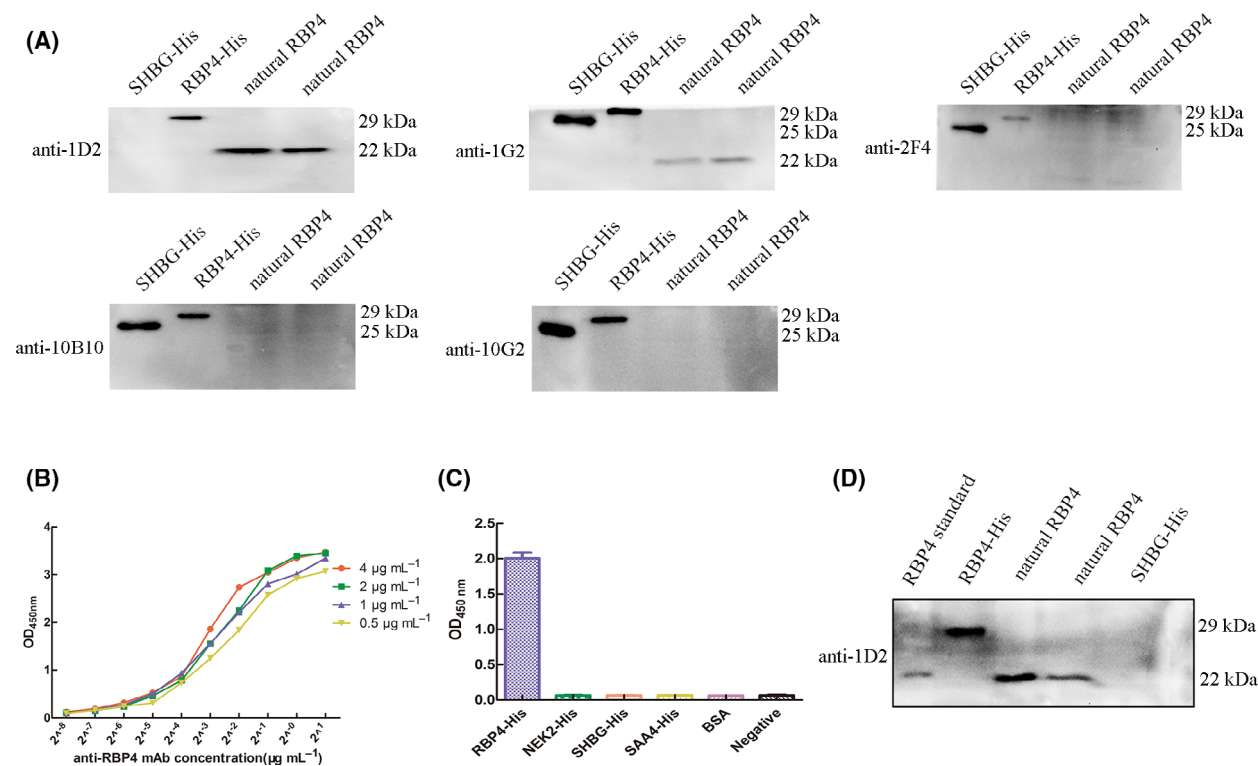 (A)
SHBG-His
RBP4-His
natural RBP4
natural RBP4
anti-1D2
29 kDa
22 kDa
SHBG-His
RBP4-His
natural RBP4
natural RBP4
anti-1G2
29 kDa
25 kDa
22 kDa
SHBG-His
RBP4-His
natural RBP4
natural RBP4
anti-2F4
29 kDa
25 kDa
SHBG-His
RBP4-His
natural RBP4
natural RBP4
anti-10B10
29 kDa
25 kDa
SHBG-His
RBP4-His
natural RBP4
natural RBP4
anti-10G2
29 kDa
25 kDa
(B)
OD450nm
4
3
2
1
0
2^-8
2^-7
2^-6
2^-5
2^-4
2^-3
2^-2
2^-1
2^-0
2^1
anti-RBP4 mAb concentration(µg mL⁻¹)
4 µg mL⁻¹
2 µg mL⁻¹
1 µg mL⁻¹
0.5 µg mL⁻¹
(C)
OD450 nm
2.5
2.0
1.5
1.0
0.5
0.0
RBP4-His
NEK2-His
SHBG-His
SAA4-His
BSA
Negative
(D)
RBP4 standard
RBP4-His
natural RBP4
natural RBP4
SHBG-His
anti-1D2
29 kDa
22 kDa